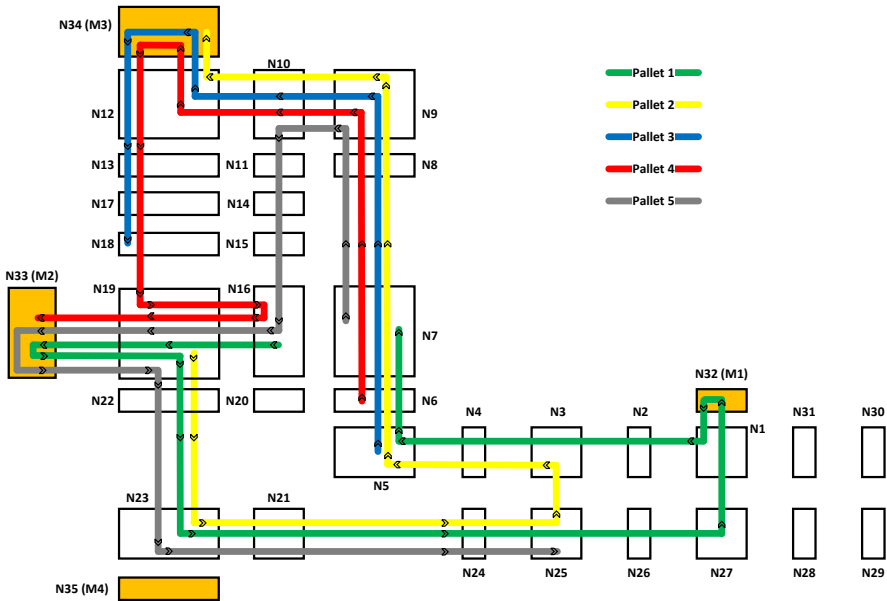 N34 (M3)
N10
Pallet 1
Pallet 2
N12
N9
Pallet 3
N13
N11
N8
Pallet 4
N17
N14
Pallet 5
N18
N15
N33 (M2)
N19
N16
N7
N32 (M1)
N22
N20
N6
N4
N3
N2
N1
N31
N30
N5
N23
N21
N24
N25
N26
N27
N28
N29
N35 (M4)